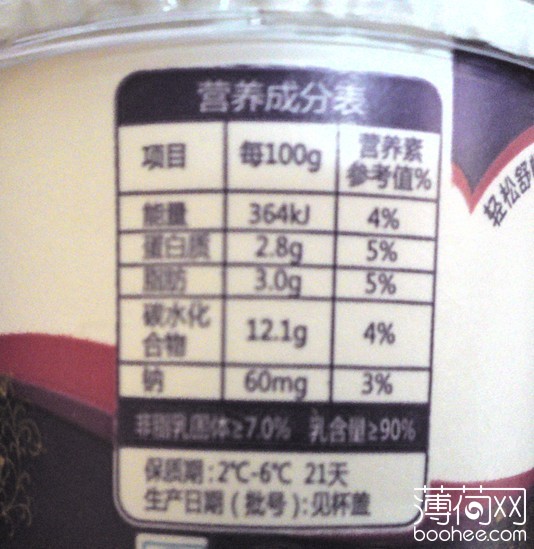 营养成分表
项目 每100g 营养素参考值%
能量 364kJ 4%
蛋白质 2.8g 5%
脂肪 3.0g 5%
碳水化合物 12.1g 4%
钠 60mg 3%
非脂乳固体≥7.0% 乳含量≥90%
保质期:2℃-6℃ 21天
生产日期(批号):见杯盖
轻松舒
薄荷网
boohee.com